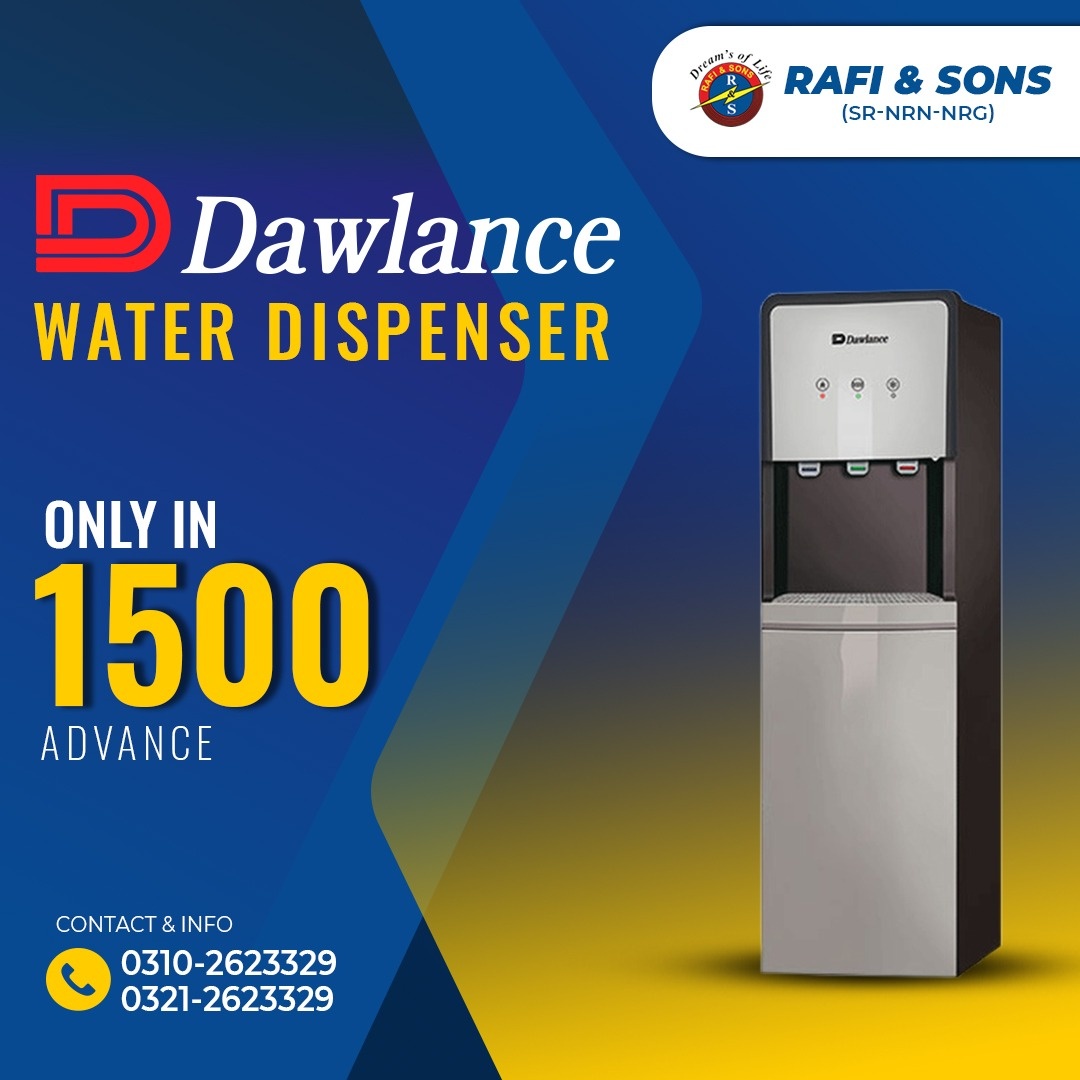 Dream's of Life
RAFI & SONS
R
&
S
RAFI & SONS
(SR-NRN-NRG)
Dawlance
WATER DISPENSER
Dawlance
ONLY IN
1500
ADVANCE
CONTACT & INFO
0310-2623329
0321-2623329